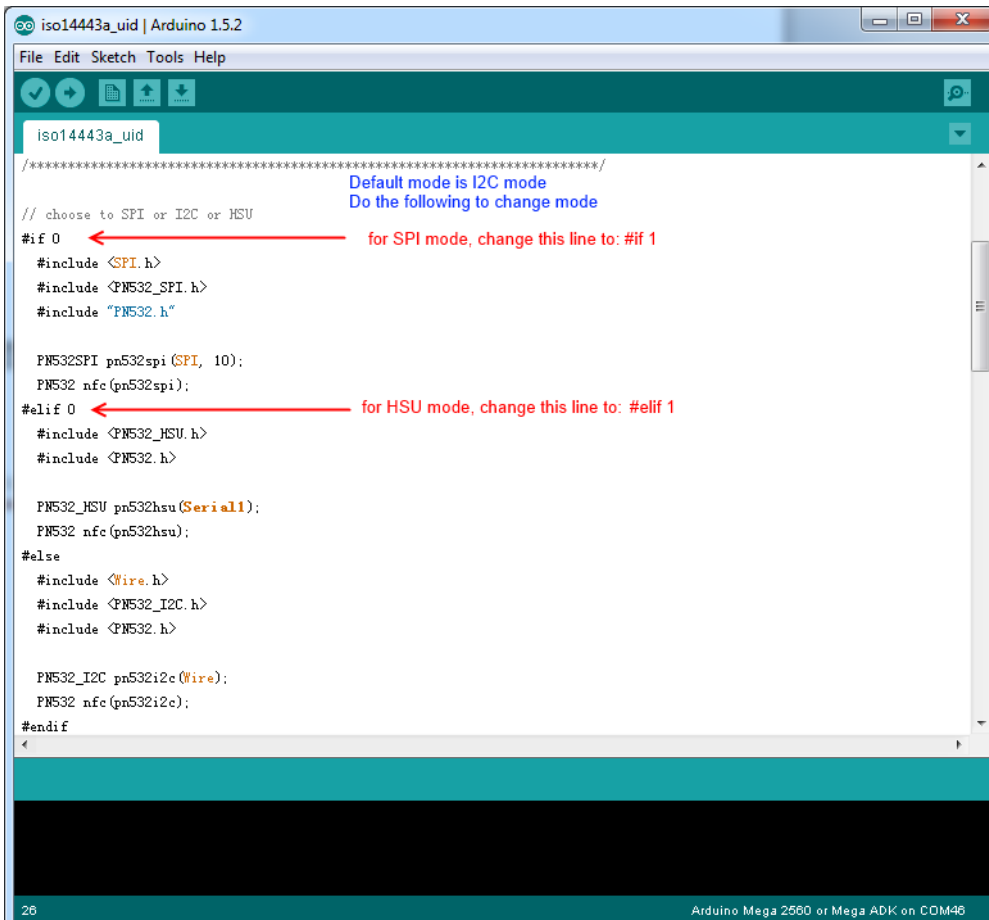 iso14443a_uid | Arduino 1.5.2
File Edit Sketch Tools Help
iso14443a_uid
/*************************************************************************/
Default mode is I2C mode
Do the following to change mode
// choose to SPI or I2C or HSU
#if 0 for SPI mode, change this line to: #if 1
#include <SPI.h>
#include <PN532_SPI.h>
#include "PN532.h"
PN532SPI pn532spi(SPI, 10);
PN532 nfc(pn532spi);
#elif 0 for HSU mode, change this line to: #elif 1
#include <PN532_HSU.h>
#include <PN532.h>
PN532_HSU pn532hsu(Serial1);
PN532 nfc(pn532hsu);
#else
#include <Wire.h>
#include <PN532_I2C.h>
#include <PN532.h>
PN532_I2C pn532i2c(Wire);
PN532 nfc(pn532i2c);
#endif
26 Arduino Mega 2560 or Mega ADK on COM46